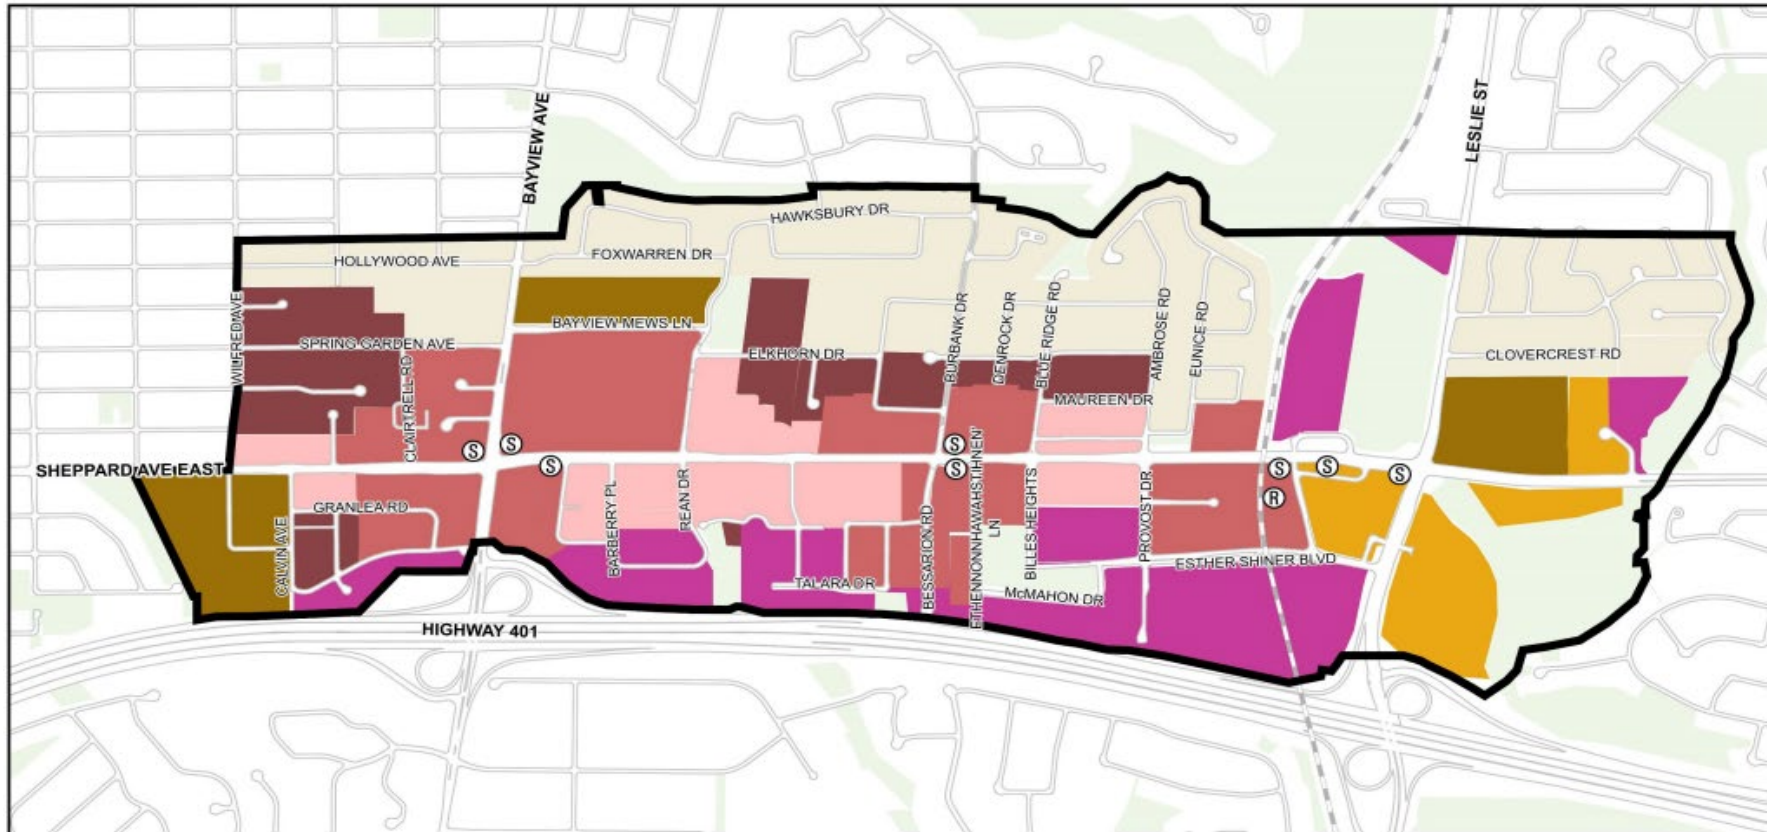 BAYVIEW AVE
LESLIE ST
HAWKSBURY DR
HOLLYWOOD AVE
FOXWARREN DR
WILFRED AVE
BAYVIEW MEWS LN
SPRING GARDEN AVE
CLAIRTRELL RD
ELKHORN DR
BURBANK DR
DENROCK DR
BLUE RIDGE RD
AMBROSE RD
EUNICE RD
CLOVERCREST RD
MAUREEN DR
S
S
S
S
S
S
S
S
R
SHEPPARD AVE EAST
GRANLEA RD
CALVIN AVE
BARBERRY PL
REAN DR
BESSARION RD
ETHENNONNHAWAHSTIHNEN'
LN
BILLES HEIGHTS
PROVOST DR
ESTHER SHINER BLVD
TALARA DR
McMAHON DR
HIGHWAY 401